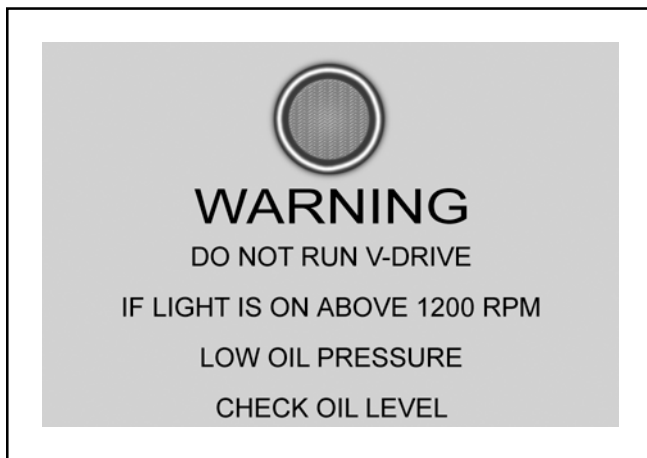 WARNING
DO NOT RUN V-DRIVE
IF LIGHT IS ON ABOVE 1200 RPM
LOW OIL PRESSURE
CHECK OIL LEVEL